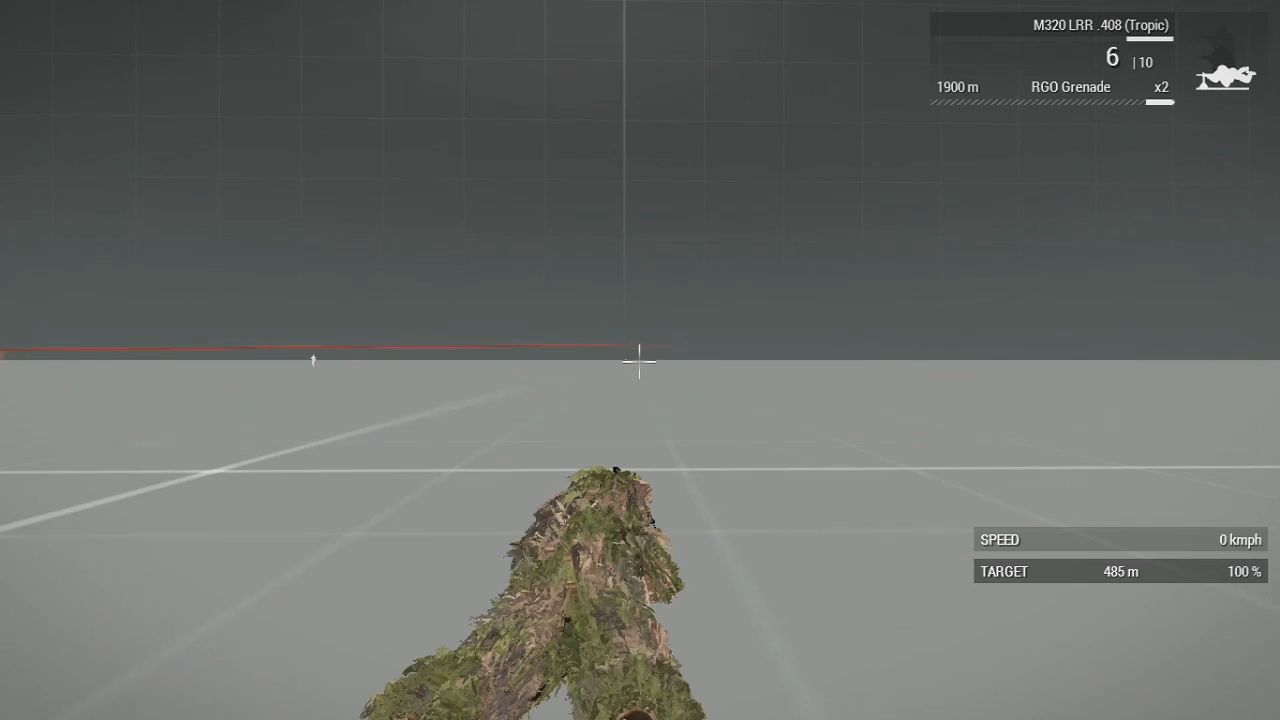 M320 LRR .408 (Tropic)
6 | 10
1900 m RGO Grenade x2
SPEED 0 kmph
TARGET 485 m 100 %